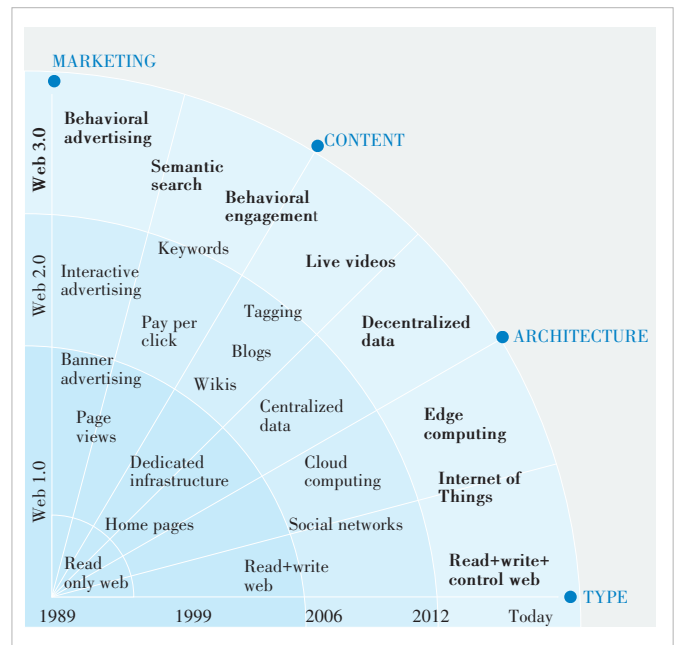 MARKETING
Behavioral
advertising
CONTENT
Web 3.0
Semantic
search
Behavioral
engagement
Keywords
Live videos
Web 2.0
Interactive
advertising
Tagging
Pay per
click
Decentralized
data
ARCHITECTURE
Blogs
Banner
advertising
Wikis
Centralized
data
Page
views
Edge
computing
Dedicated
infrastructure
Cloud
computing
Internet of
Things
Web 1.0
Home pages
Social networks
Read
only web
Read+write
web
Read+write+
control web
TYPE
1989
1999
2006
2012
Today